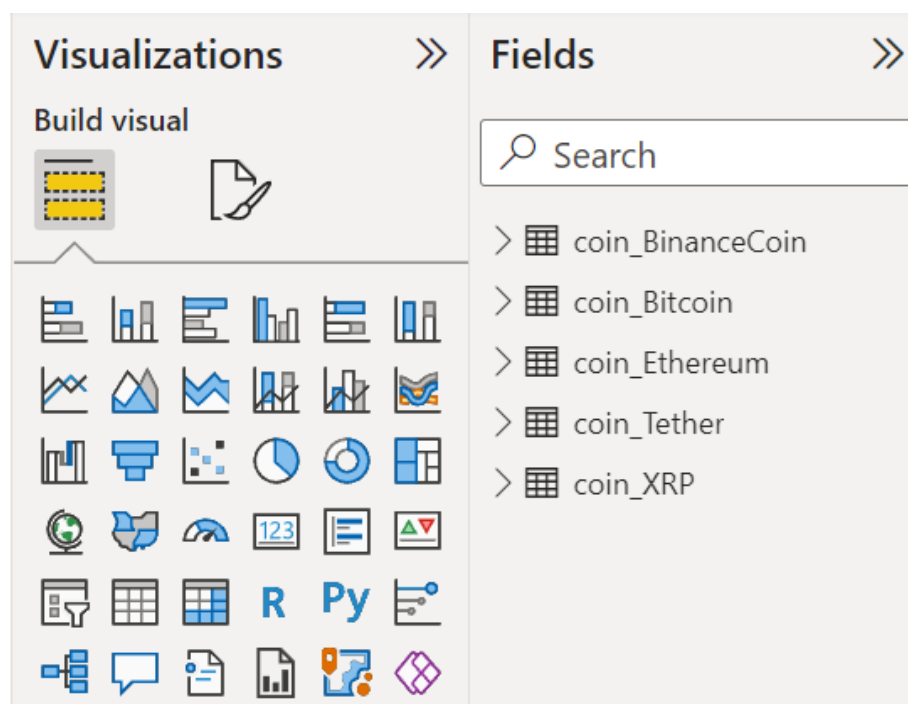 Visualizations
Build visual
123
R
Py
Fields
Search
coin_BinanceCoin
coin_Bitcoin
coin_Ethereum
coin_Tether
coin_XRP